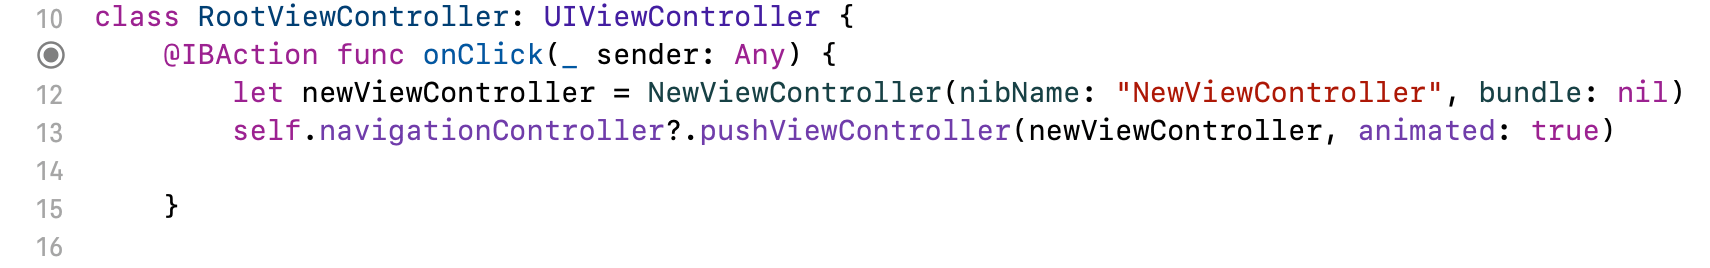 10 class RootViewController: UIViewController {
@IBAction func onClick(_ sender: Any) {
12 let newViewController = NewViewController(nibName: "NewViewController", bundle: nil)
13 self.navigationController?.pushViewController(newViewController, animated: true)
14
15 }
16